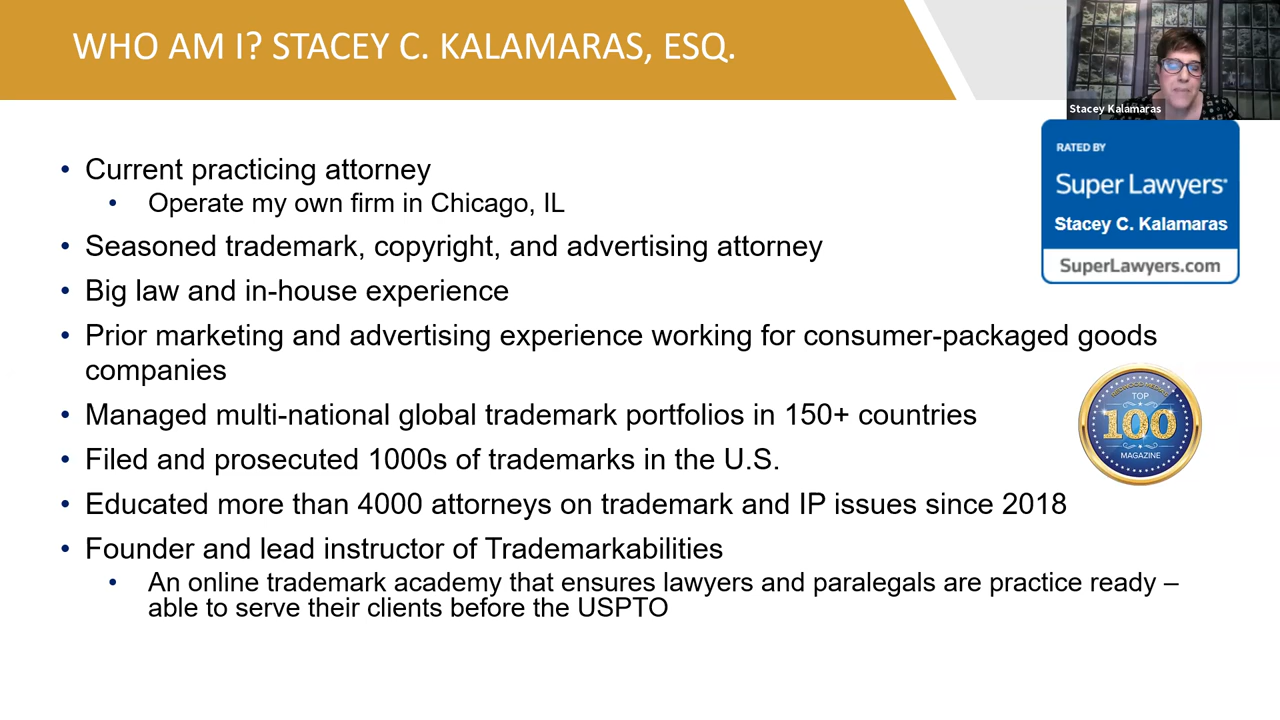 WHO AM I? STACEY C. KALAMARAS, ESQ.
Stacey Kalamaras
RATED BY
Super Lawyers
Stacey C. Kalamaras
SuperLawyers.com
• Current practicing attorney
• Operate my own firm in Chicago, IL
• Seasoned trademark, copyright, and advertising attorney
• Big law and in-house experience
• Prior marketing and advertising experience working for consumer-packaged goods
companies
• Managed multi-national global trademark portfolios in 150+ countries
TOP
100
MAGAZINE
• Filed and prosecuted 1000s of trademarks in the U.S.
• Educated more than 4000 attorneys on trademark and IP issues since 2018
• Founder and lead instructor of Trademarkabilities
• An online trademark academy that ensures lawyers and paralegals are practice ready –
able to serve their clients before the USPTO